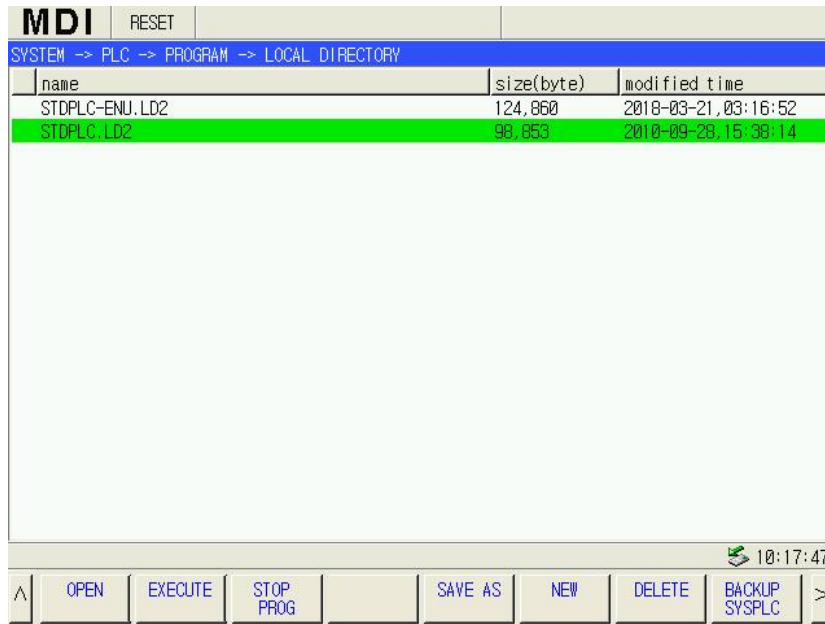 MDI RESET
SYSTEM -> PLC -> PROGRAM -> LOCAL DIRECTORY
name size(byte) modified time
STDPLC-ENU.LD2 124,860 2018-03-21,03:16:52
STDPLC.LD2 98,853 2010-09-28,15:38:14
10:17:47
^ OPEN EXECUTE STOP PROG SAVE AS NEW DELETE BACKUP SYSPLC >